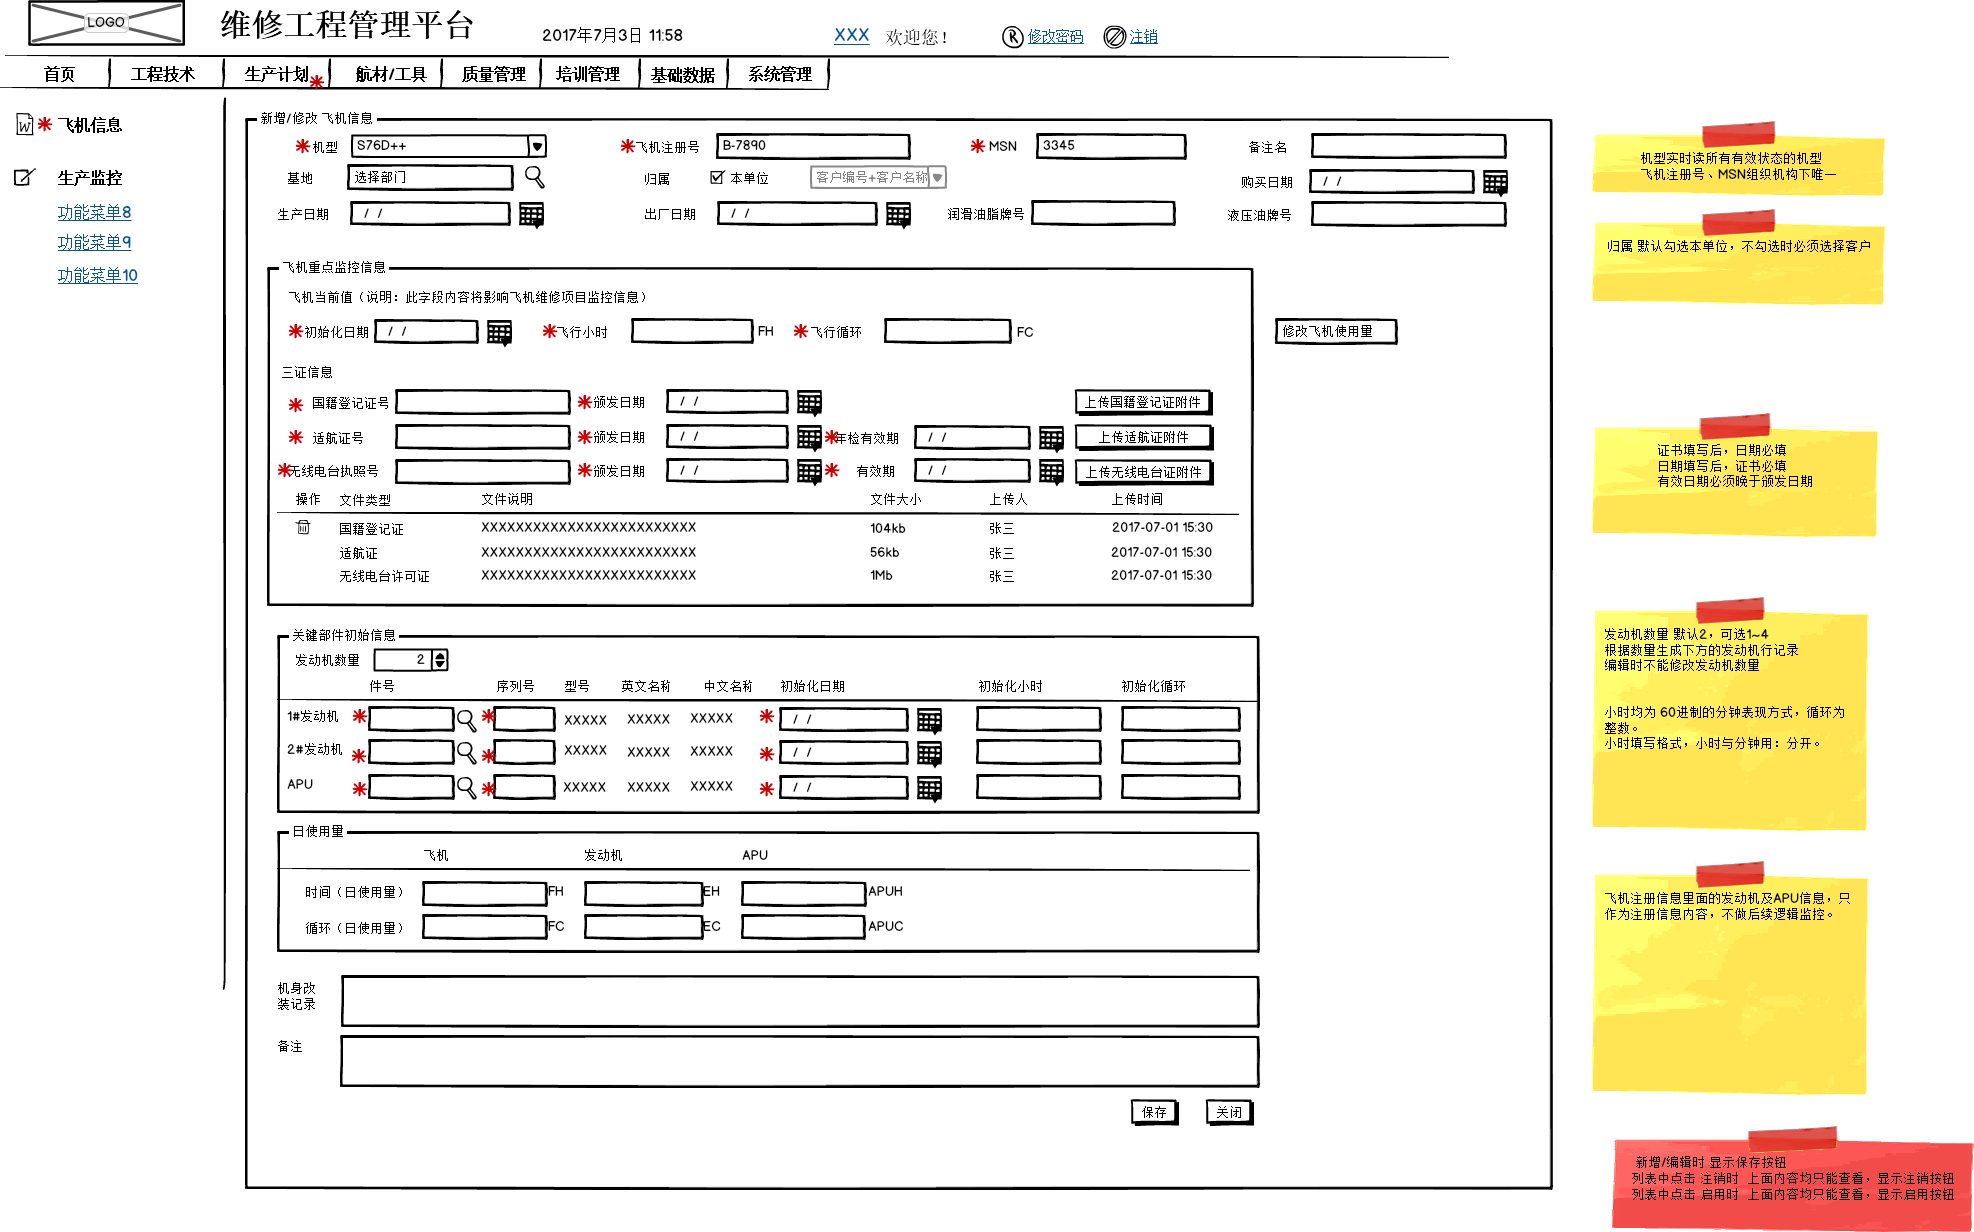 LOGO
维修工程管理平台
2017年7月3日 11:58
XXX 欢迎您！
修改密码
注销
首页 工程技术 生产计划 航材/工具 质量管理 培训管理 基础数据 系统管理
飞机信息
生产监控
功能菜单8
功能菜单9
功能菜单10
新增/修改 飞机信息
机型 S76D++ 飞机注册号 B-7890 MSN 3345 备注名
基地 选择部门 归属 本单位 客户编号+客户名称 购买日期 / /
生产日期 / / 出厂日期 / / 润滑油脂牌号 液压油牌号
飞机重点监控信息
飞机当前值（说明：此字段内容将影响飞机维修项目监控信息）
初始化日期 / / 飞行小时 FH 飞行循环 FC
修改飞机使用量
三证信息
国籍登记证号 颁发日期 / / 上传国籍登记证附件
适航证号 颁发日期 / / 年检有效期 / / 上传适航证附件
无线电台执照号 颁发日期 / / 有效期 / / 上传无线电台证附件
操作 文件类型 文件说明 文件大小 上传人 上传时间
国籍登记证 XXXXXXXXXXXXXXXXXXXXXXXXX 104kb 张三 2017-07-01 15:30
适航证 XXXXXXXXXXXXXXXXXXXXXXXXX 56kb 张三 2017-07-01 15:30
无线电台许可证 XXXXXXXXXXXXXXXXXXXXXXXXX 1Mb 张三 2017-07-01 15:30
关键部件初始信息
发动机数量 2
件号 序列号 型号 英文名称 中文名称 初始化日期 初始化小时 初始化循环
1#发动机 XXXXX XXXXX XXXXX / /
2#发动机 XXXXX XXXXX XXXXX / /
APU XXXXX XXXXX XXXXX / /
日使用量
飞机 发动机 APU
时间（日使用量） FH EH APUH
循环（日使用量） FC EC APUC
机身改
装记录
备注
保存 关闭
机型实时读所有有效状态的机型
飞机注册号、MSN组织机构下唯一
归属 默认勾选本单位，不勾选时必须选择客户
证书填写后，日期必填
日期填写后，证书必填
有效日期必须晚于颁发日期
发动机数量 默认2，可选1~4
根据数量生成下方的发动机行记录
编辑时不能修改发动机数量
小时均为 60进制的分钟表现方式，循环为
整数。
小时填写格式，小时与分钟用：分开。
飞机注册信息里面的发动机及APU信息，只
作为注册信息内容，不做后续逻辑监控。
新增/编辑时 显示保存按钮
列表中点击 注销时 上面内容均只能查看，显示注销按钮
列表中点击 启用时 上面内容均只能查看，显示启用按钮